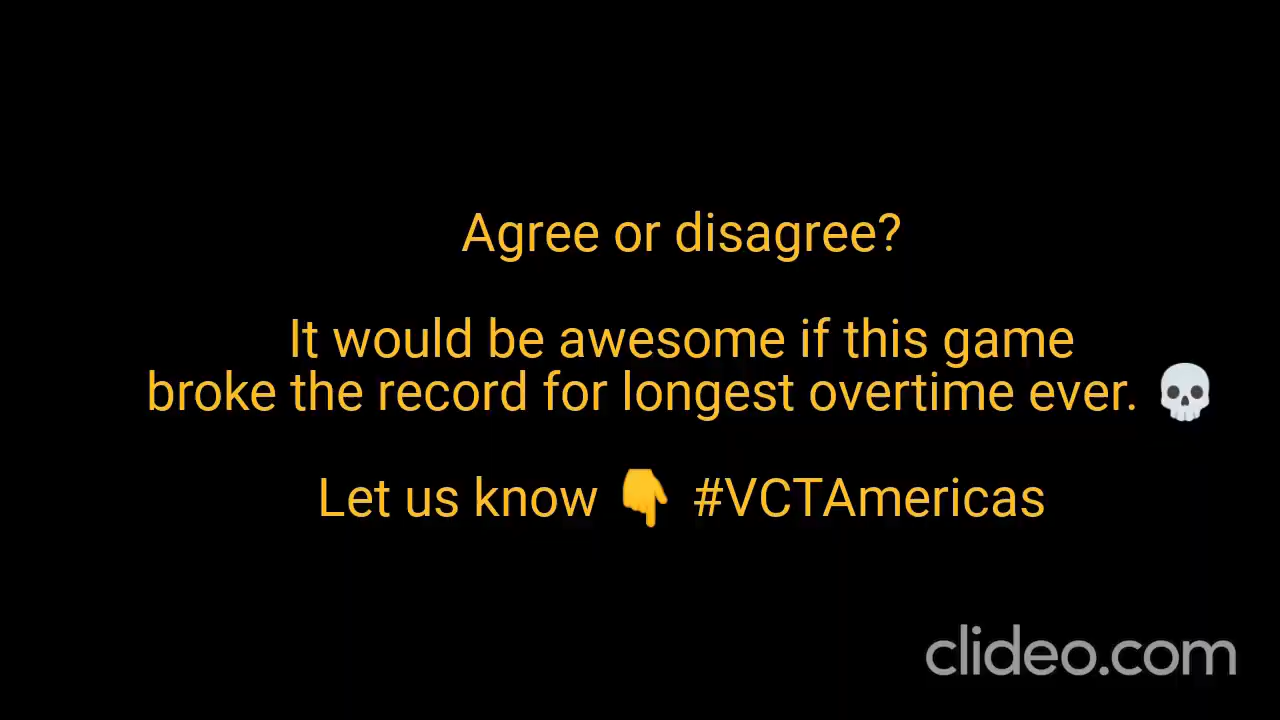 Agree or disagree?
It would be awesome if this game
broke the record for longest overtime ever. 💀
Let us know 👇 #VCTAmericas
clideo.com